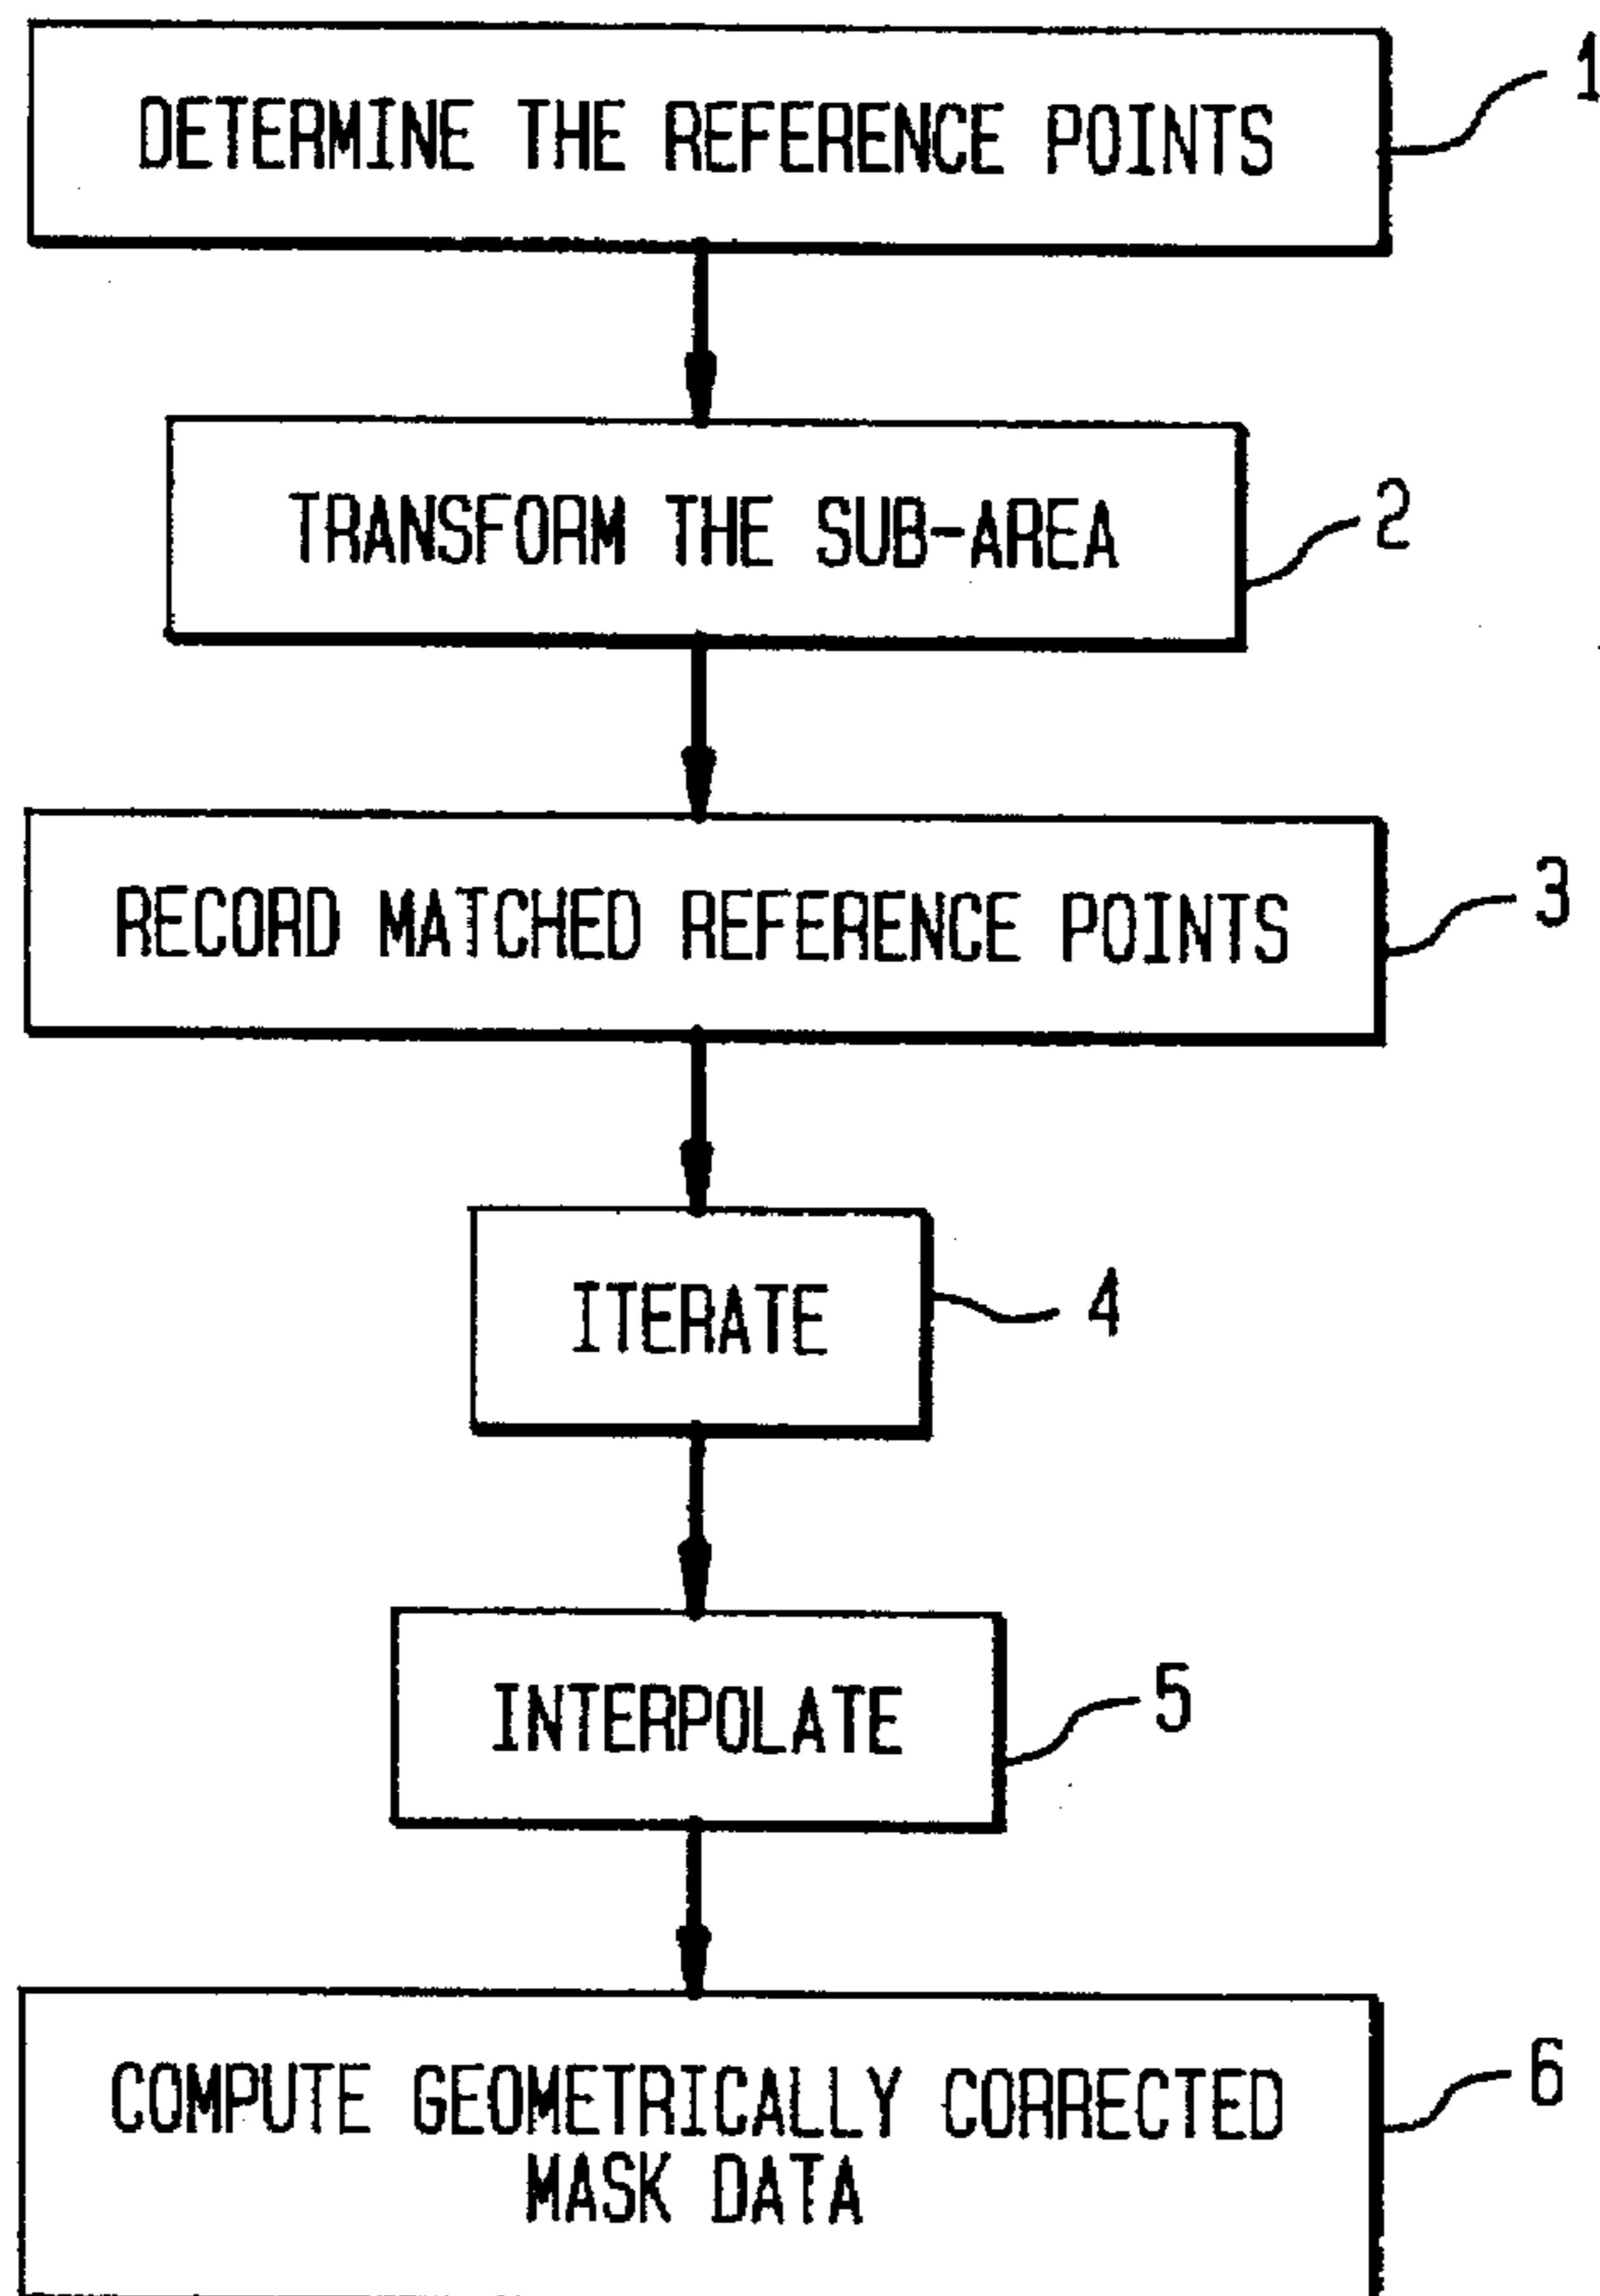 DETERMINE THE REFERENCE POINTS 1
TRANSFORM THE SUB-AREA 2
RECORD MATCHED REFERENCE POINTS 3
ITERATE 4
INTERPOLATE 5
COMPUTE GEOMETRICALLY CORRECTED 6
MASK DATA